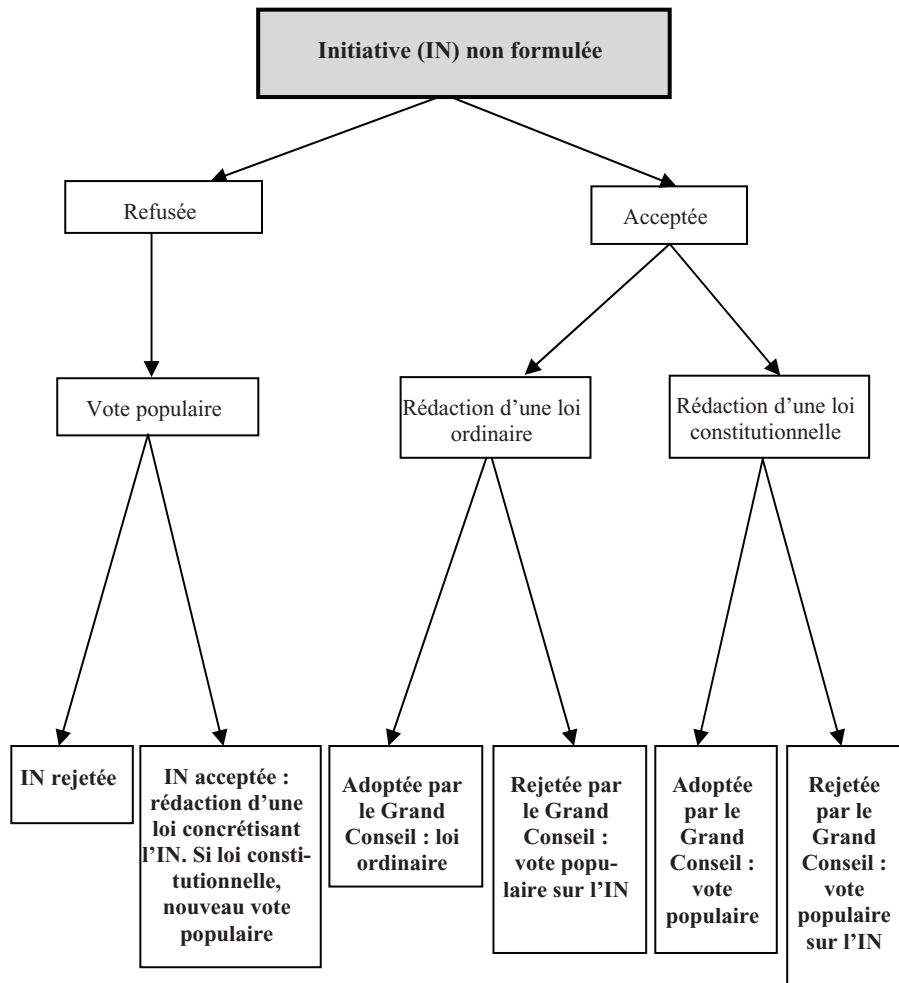 Initiative (IN) non formulée
Refusée
Acceptée
Vote populaire
Rédaction d’une loi
ordinaire
Rédaction d’une loi
constitutionnelle
IN rejetée
IN acceptée :
rédaction d’une
loi concrétisant
l’IN. Si loi consti-
tutionnelle,
nouveau vote
populaire
Adoptée par
le Grand
Conseil : loi
ordinaire
Rejetée par
le Grand
Conseil :
vote popu-
laire sur l’IN
Adoptée
par le
Grand
Conseil :
vote
populaire
Rejetée
par le
Grand
Conseil :
vote
populaire
sur l’IN